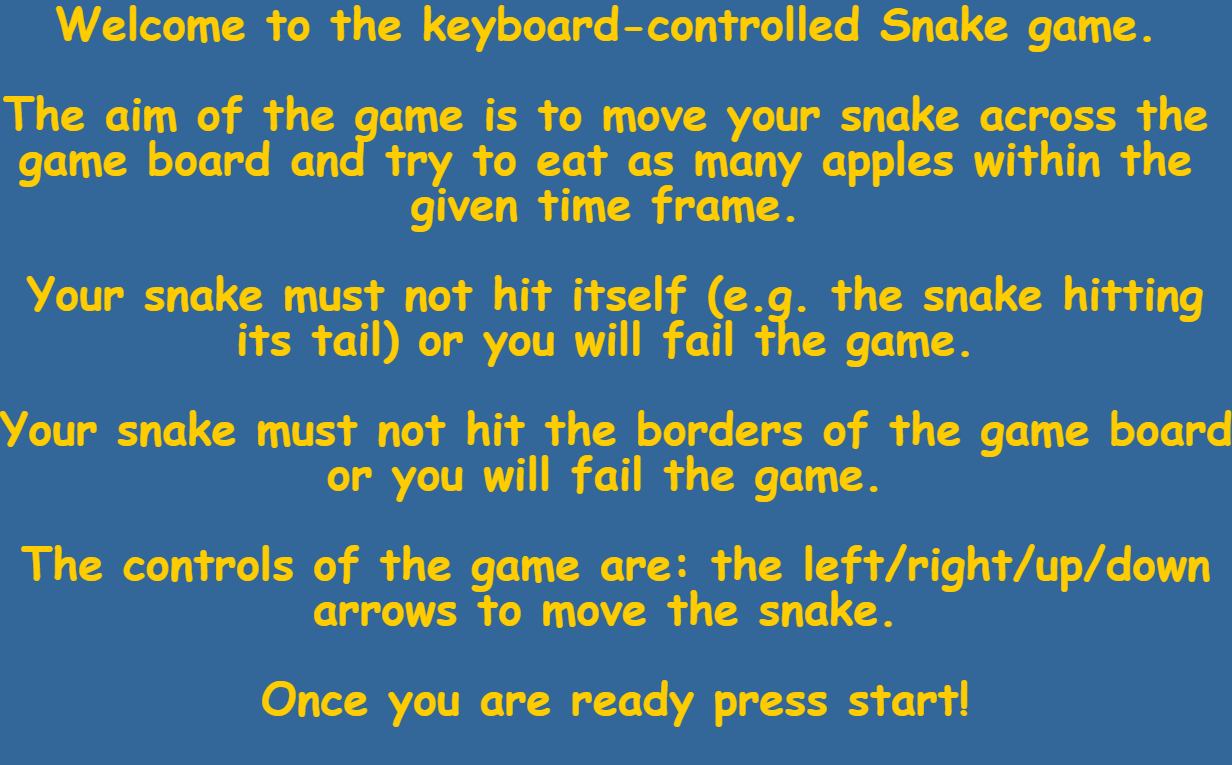 Welcome to the keyboard-controlled Snake game.
The aim of the game is to move your snake across the
game board and try to eat as many apples within the
given time frame.
Your snake must not hit itself (e.g. the snake hitting
its tail) or you will fail the game.
Your snake must not hit the borders of the game board
or you will fail the game.
The controls of the game are: the left/right/up/down
arrows to move the snake.
Once you are ready press start!